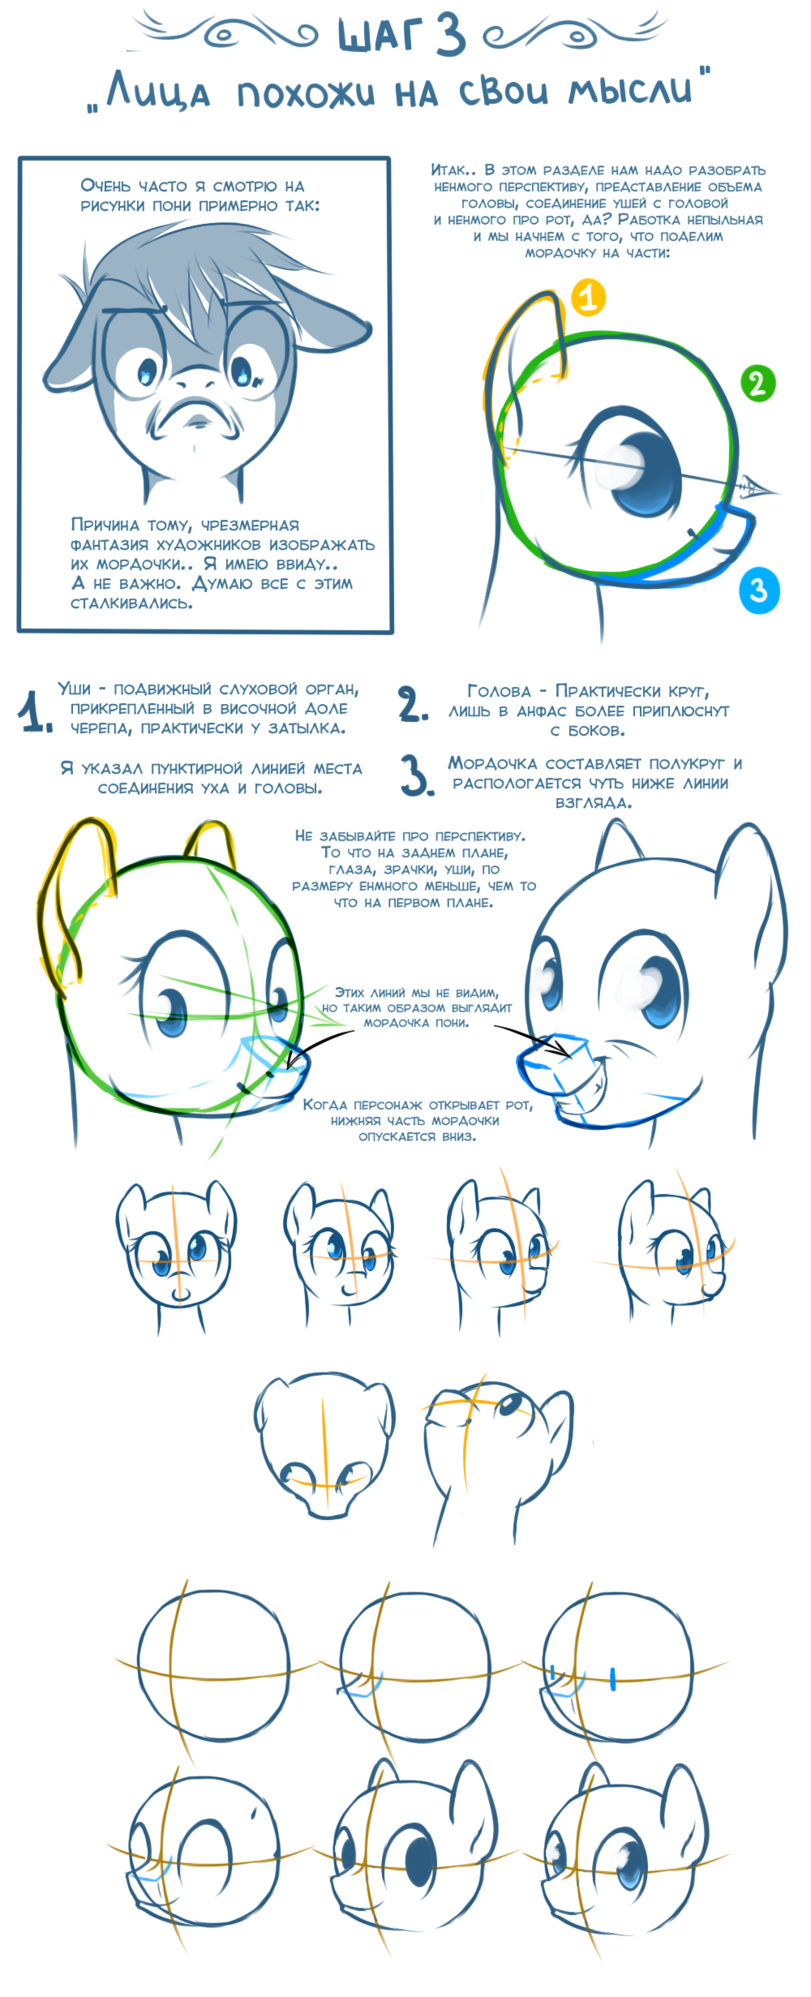 Шаг 3
„Лица похожи на свои мысли"
Очень часто я смотрю на
рисунки пони примерно так:
Причина тому, чрезмерная
фантазия художников изображать
их мордочки.. Я имею ввиду..
А не важно. Думаю все с этим
сталкивались.
Итак.. В этом разделе нам надо разобрать
ненмого перспективу, представление объема
головы, соединение ушей с головой
и ненмого про рот, да? Работка непыльная
и мы начнем с того, что поделим
мордочку на части:
1
2
3
1. Уши - подвижный слуховой орган,
прикрепленный в височной доле
черепа, практически у затылка.
Я указал пунктирной линией места
соединения уха и головы.
2. Голова - Практически круг,
лишь в анфас более приплюснут
с боков.
3. Мордочка составляет полукруг и
распологается чуть ниже линии
взгляда.
Не забывайте про перспективу.
То что на заднем плане,
глаза, зрачки, уши, по
размеру енмного меньше, чем то
что на первом плане.
Этих линий мы не видим,
но таким образом выглядит
мордочка пони.
Когда персонаж открывает рот,
нижняя часть мордочки
опускается вниз.